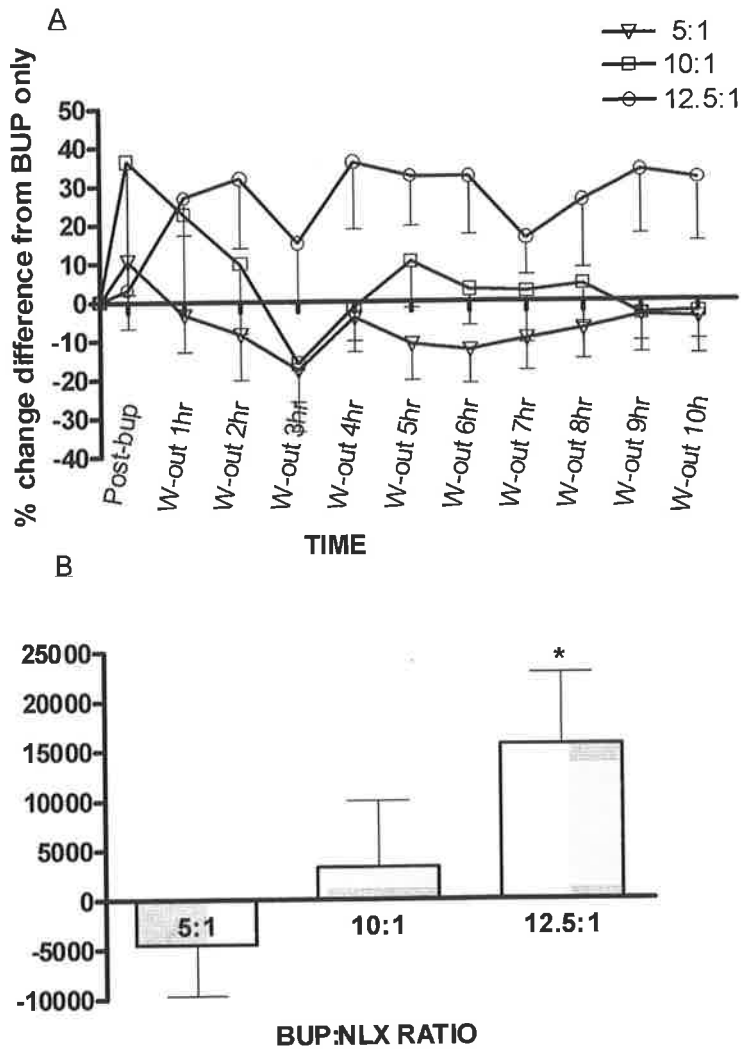 A
5:1
10:1
12.5:1
% change difference from BUP only
50
40
30
20
10
0
-10
-20
-30
-40
Post-bup
W-out 1hr
W-out 2hr
W-out 3hr
W-out 4hr
W-out 5hr
W-out 6hr
W-out 7hr
W-out 8hr
W-out 9hr
W-out 10h
TIME
B
25000
20000
15000
10000
5000
0
-5000
-10000
*
5:1
10:1
12.5:1
BUP:NLX RATIO